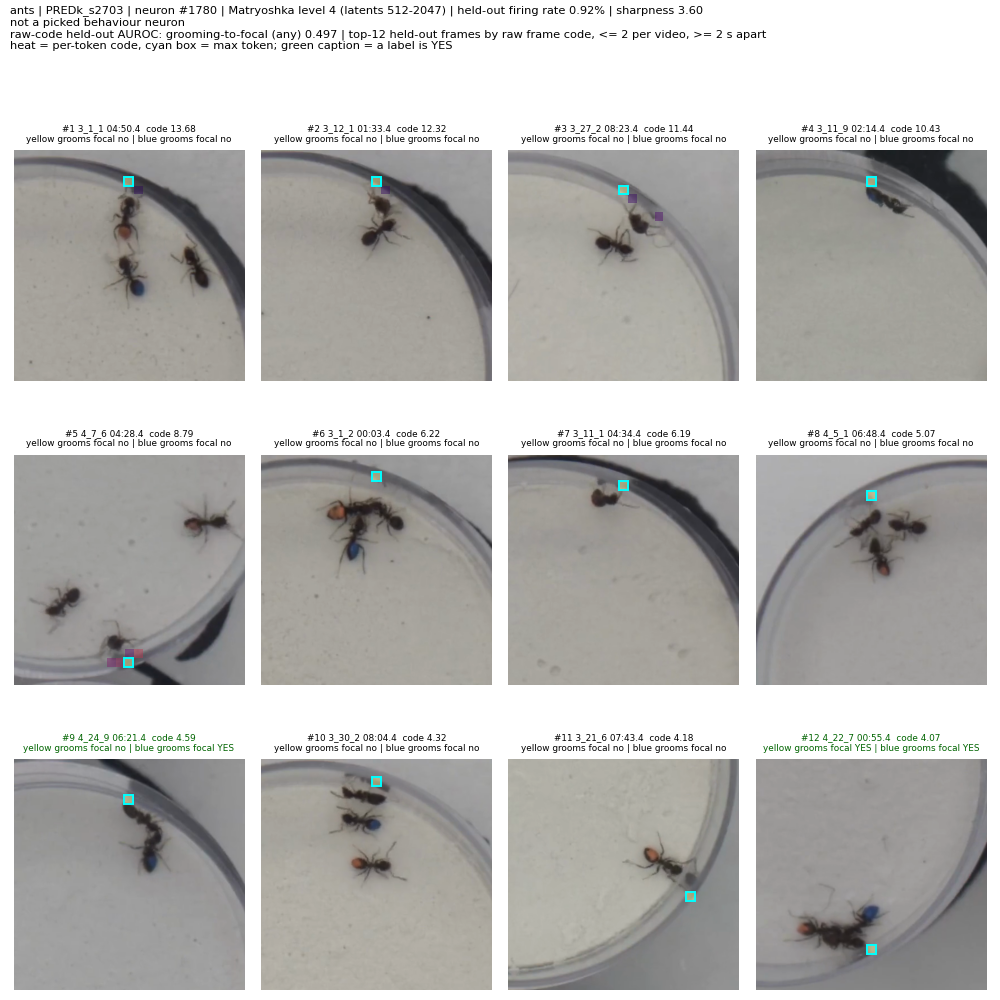 ants | PREDk_s2703 | neuron #1780 | Matryoshka level 4 (latents 512-2047) | held-out firing rate 0.92% | sharpness 3.60
not a picked behaviour neuron
raw-code held-out AUROC: grooming-to-focal (any) 0.497 | top-12 held-out frames by raw frame code, <= 2 per video, >= 2 s apart
heat = per-token code, cyan box = max token; green caption = a label is YES
#1 3_1_1 04:50.4 code 13.68
yellow grooms focal no | blue grooms focal no
#2 3_12_1 01:33.4 code 12.32
yellow grooms focal no | blue grooms focal no
#3 3_27_2 08:23.4 code 11.44
yellow grooms focal no | blue grooms focal no
#4 3_11_9 02:14.4 code 10.43
yellow grooms focal no | blue grooms focal no
#5 4_7_6 04:28.4 code 8.79
yellow grooms focal no | blue grooms focal no
#6 3_1_2 00:03.4 code 6.22
yellow grooms focal no | blue grooms focal no
#7 3_11_1 04:34.4 code 6.19
yellow grooms focal no | blue grooms focal no
#8 4_5_1 06:48.4 code 5.07
yellow grooms focal no | blue grooms focal no
#9 4_24_9 06:21.4 code 4.59
yellow grooms focal no | blue grooms focal YES
#10 3_30_2 08:04.4 code 4.32
yellow grooms focal no | blue grooms focal no
#11 3_21_6 07:43.4 code 4.18
yellow grooms focal no | blue grooms focal no
#12 4_22_7 00:55.4 code 4.07
yellow grooms focal YES | blue grooms focal YES